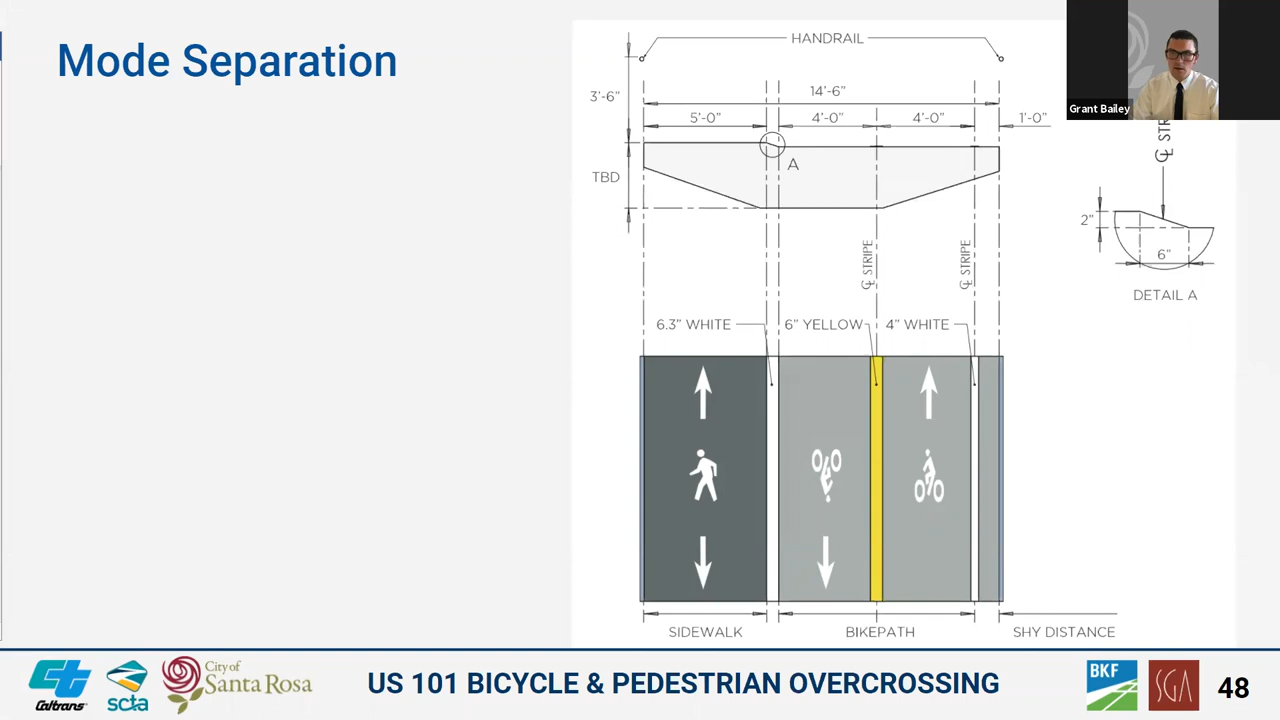 Mode Separation
HANDRAIL
Grant Bailey
3'-6"
14'-6"
5'-0"
4'-0"
4'-0"
1'-0"
A
TBD
℄ STRIPE
℄ STRIPE
2"
6"
DETAIL A
6.3" WHITE
6" YELLOW
4" WHITE
SIDEWALK
BIKEPATH
SHY DISTANCE
Caltrans
scta
City of
Santa Rosa
US 101 BICYCLE & PEDESTRIAN OVERCROSSING
BKF
SGA
48